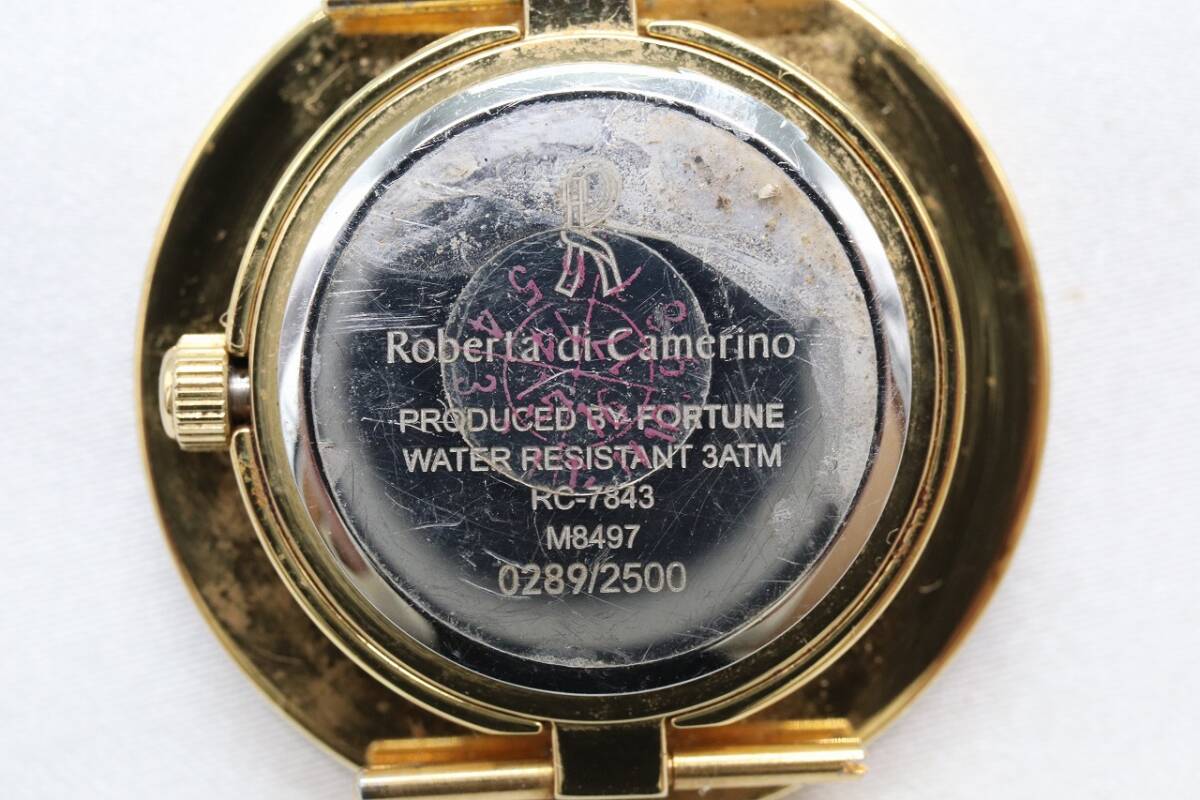 Roberta di Camerino
PRODUCED BY FORTUNE
WATER RESISTANT 3ATM
RC-7843
M8497
0289/2500